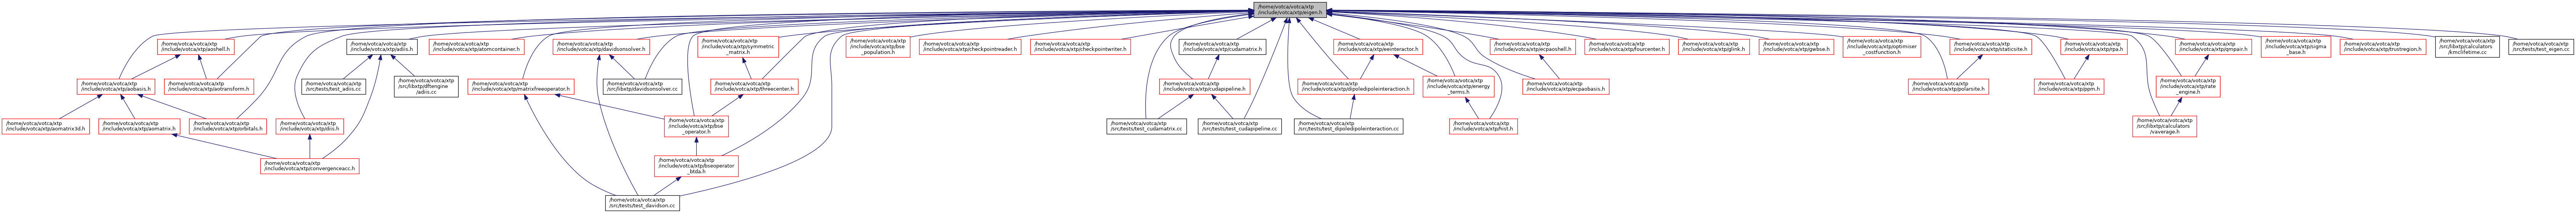 /home/votca/votca/xtp
/include/votca/xtp/eigen.h
/home/votca/votca/xtp
/include/votca/xtp/aoshell.h
/home/votca/votca/xtp
/include/votca/xtp/adiis.h
/home/votca/votca/xtp
/include/votca/xtp/atomcontainer.h
/home/votca/votca/xtp
/include/votca/xtp/davidsonsolver.h
/home/votca/votca/xtp
/include/votca/xtp/symmetric
_matrix.h
/home/votca/votca/xtp
/include/votca/xtp/bse
_population.h
/home/votca/votca/xtp
/include/votca/xtp/checkpointreader.h
/home/votca/votca/xtp
/include/votca/xtp/checkpointwriter.h
/home/votca/votca/xtp
/include/votca/xtp/cudamatrix.h
/home/votca/votca/xtp
/include/votca/xtp/eeinteractor.h
/home/votca/votca/xtp
/include/votca/xtp/ecpaoshell.h
/home/votca/votca/xtp
/include/votca/xtp/fourcenter.h
/home/votca/votca/xtp
/include/votca/xtp/glink.h
/home/votca/votca/xtp
/include/votca/xtp/gwbse.h
/home/votca/votca/xtp
/include/votca/xtp/optimiser
_costfunction.h
/home/votca/votca/xtp
/include/votca/xtp/staticsite.h
/home/votca/votca/xtp
/include/votca/xtp/rpa.h
/home/votca/votca/xtp
/include/votca/xtp/qmpair.h
/home/votca/votca/xtp
/include/votca/xtp/sigma
_base.h
/home/votca/votca/xtp
/include/votca/xtp/trustregion.h
/home/votca/votca/xtp
/src/libxtp/calculators
/kmclifetime.cc
/home/votca/votca/xtp
/src/tests/test_eigen.cc
/home/votca/votca/xtp
/include/votca/xtp/aobasis.h
/home/votca/votca/xtp
/include/votca/xtp/aotransform.h
/home/votca/votca/xtp
/src/tests/test_adiis.cc
/home/votca/votca/xtp
/src/libxtp/dftengine
/adiis.cc
/home/votca/votca/xtp
/include/votca/xtp/matrixfreeoperator.h
/home/votca/votca/xtp
/src/libxtp/davidsonsolver.cc
/home/votca/votca/xtp
/include/votca/xtp/threecenter.h
/home/votca/votca/xtp
/include/votca/xtp/cudapipeline.h
/home/votca/votca/xtp
/include/votca/xtp/dipoledipoleinteraction.h
/home/votca/votca/xtp
/include/votca/xtp/energy
_terms.h
/home/votca/votca/xtp
/include/votca/xtp/ecpaobasis.h
/home/votca/votca/xtp
/include/votca/xtp/polarsite.h
/home/votca/votca/xtp
/include/votca/xtp/ppm.h
/home/votca/votca/xtp
/include/votca/xtp/rate
_engine.h
/home/votca/votca/xtp
/include/votca/xtp/aomatrix3d.h
/home/votca/votca/xtp
/include/votca/xtp/aomatrix.h
/home/votca/votca/xtp
/include/votca/xtp/orbitals.h
/home/votca/votca/xtp
/include/votca/xtp/diis.h
/home/votca/votca/xtp
/include/votca/xtp/bse
_operator.h
/home/votca/votca/xtp
/src/tests/test_cudamatrix.cc
/home/votca/votca/xtp
/src/tests/test_cudapipeline.cc
/home/votca/votca/xtp
/src/tests/test_dipoledipoleinteraction.cc
/home/votca/votca/xtp
/include/votca/xtp/hist.h
/home/votca/votca/xtp
/src/libxtp/calculators
/vaverage.h
/home/votca/votca/xtp
/include/votca/xtp/convergenceacc.h
/home/votca/votca/xtp
/include/votca/xtp/bseoperator
_btda.h
/home/votca/votca/xtp
/src/tests/test_davidson.cc